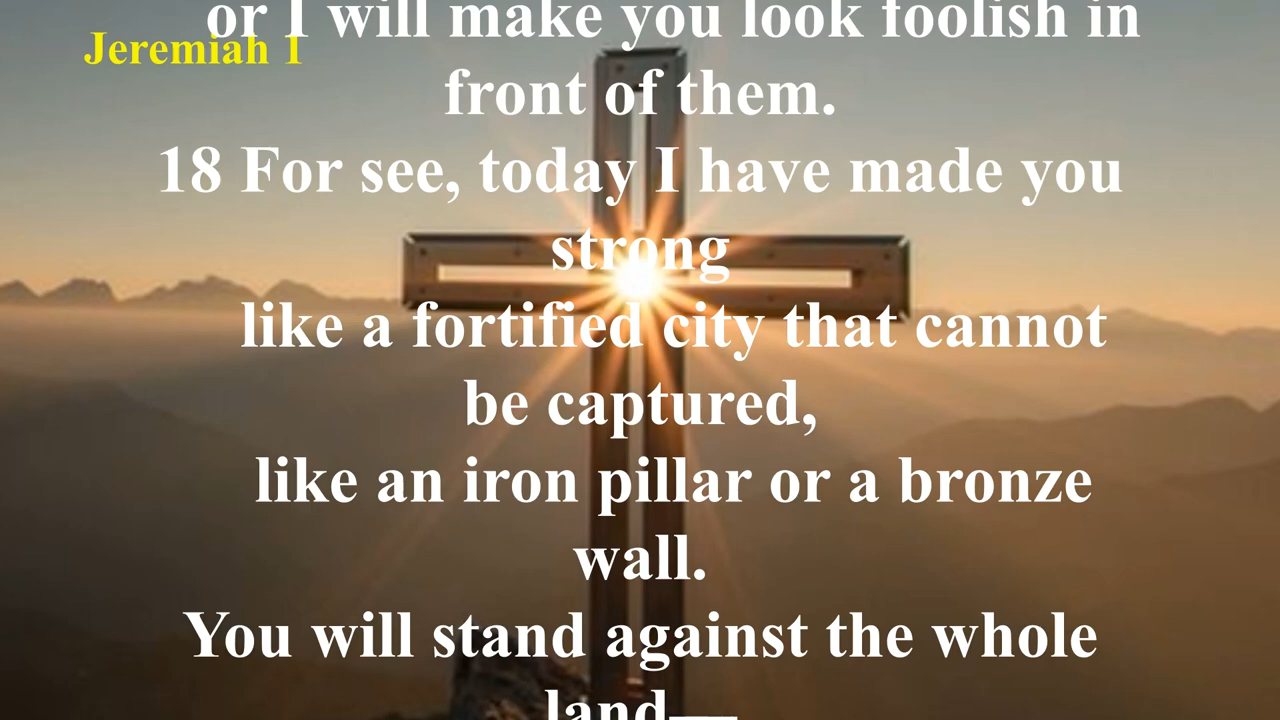 or I will make you look foolish in
Jeremiah 1
front of them.
18 For see, today I have made you
strong
like a fortified city that cannot
be captured,
like an iron pillar or a bronze
wall.
You will stand against the whole
land—